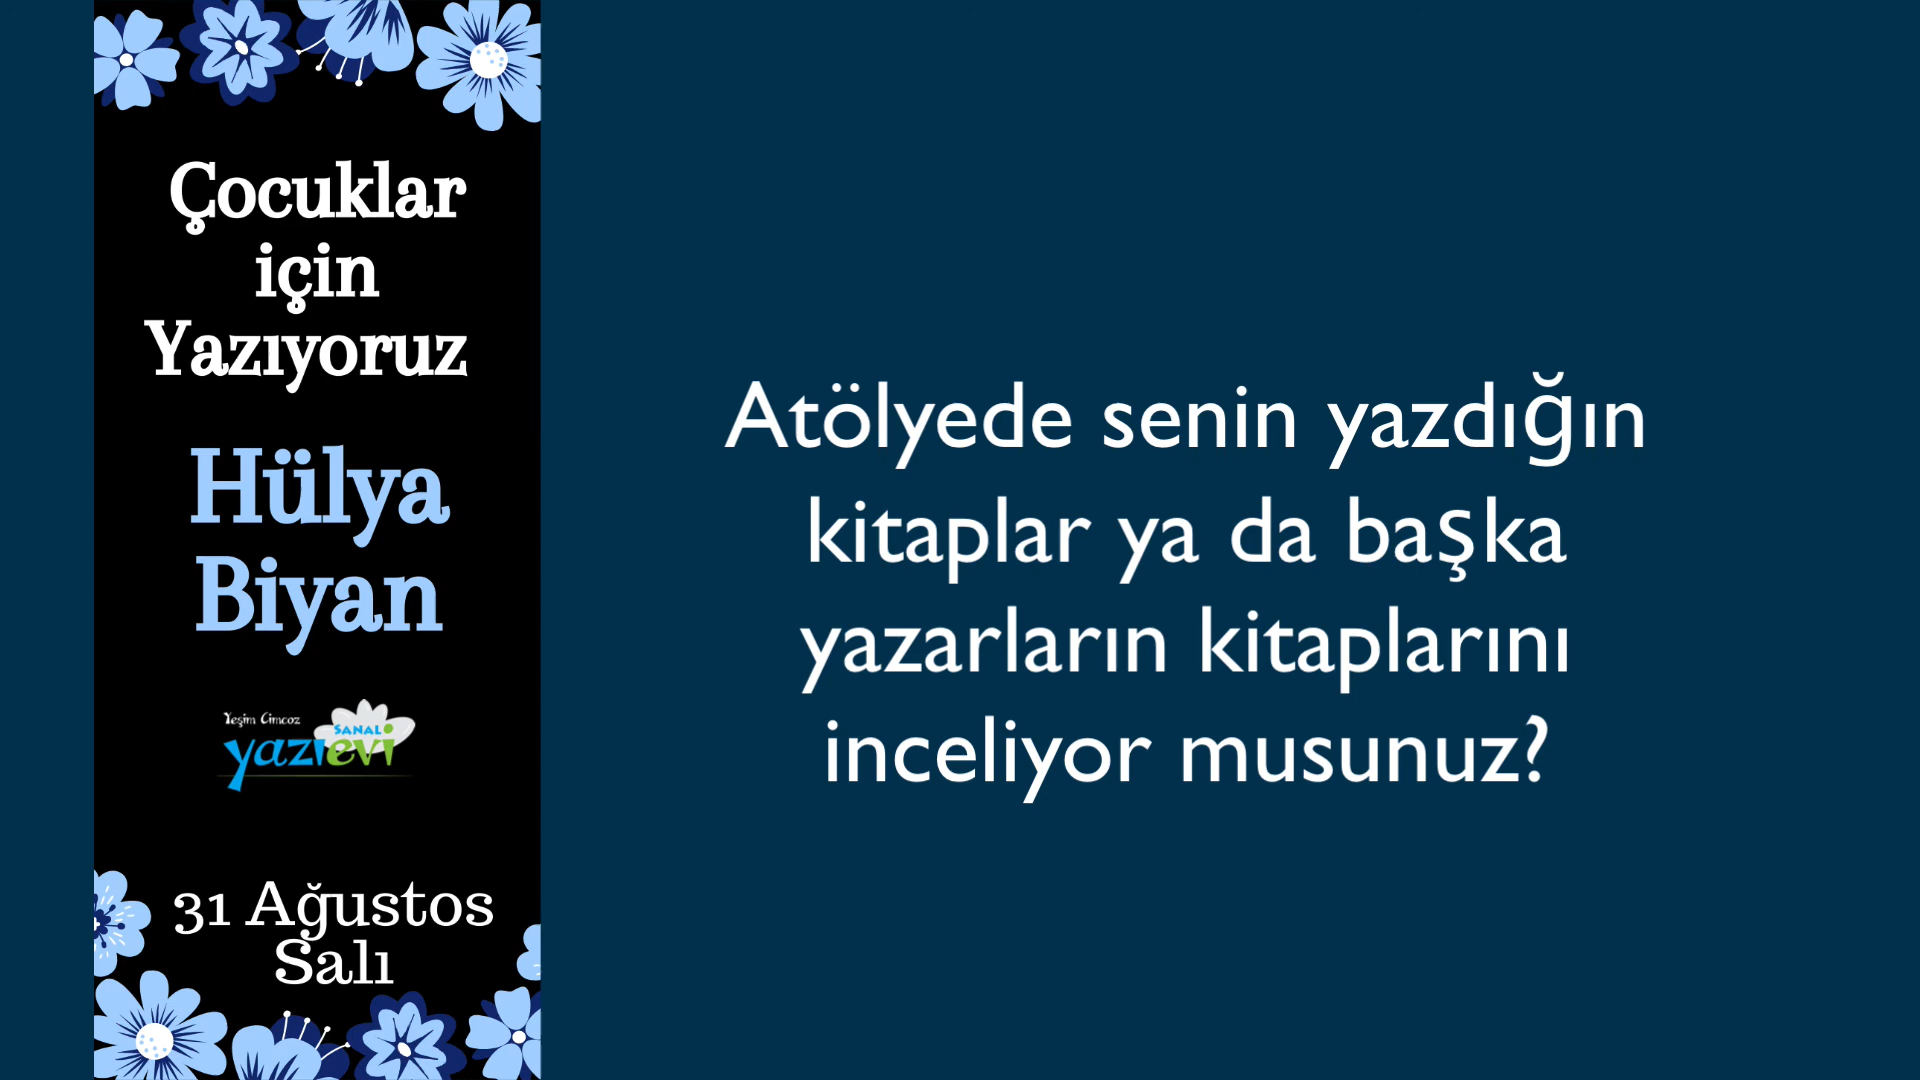 Çocuklar
için
Yazıyoruz
Hülya
Biyan
Yeşim Cimcoz
SANAL
yazıevi
31 Ağustos
Salı
Atölyede senin yazdığın
kitaplar ya da başka
yazarların kitaplarını
inceliyor musunuz?